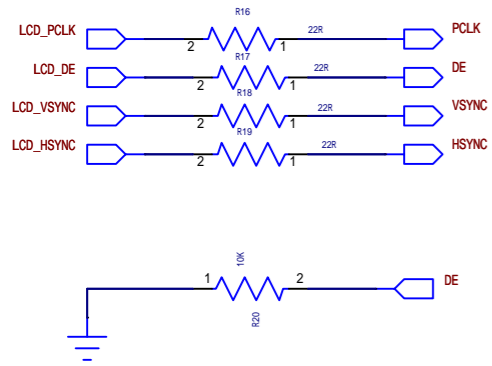 R16
LCD_PCLK 2 1 22R PCLK
R17
LCD_DE 2 1 22R DE
R18
LCD_VSYNC 2 1 22R VSYNC
R19
LCD_HSYNC 2 1 22R HSYNC
10K
1 2 DE
R20